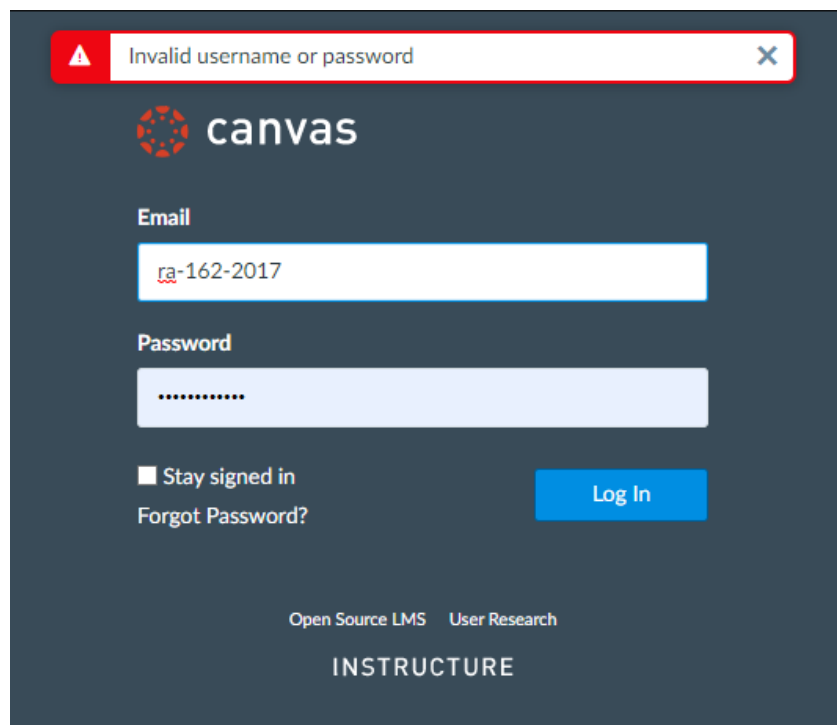 Invalid username or password
canvas
Email
ra-162-2017
Password
••••••••••••
Stay signed in
Log In
Forgot Password?
Open Source LMS User Research
INSTRUCTURE